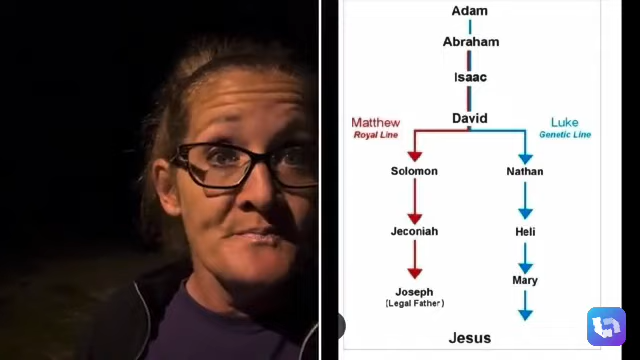 Adam
Abraham
Isaac
David
Matthew
Royal Line
Luke
Genetic Line
Solomon
Nathan
Jeconiah
Heli
Joseph
(Legal Father)
Mary
Jesus